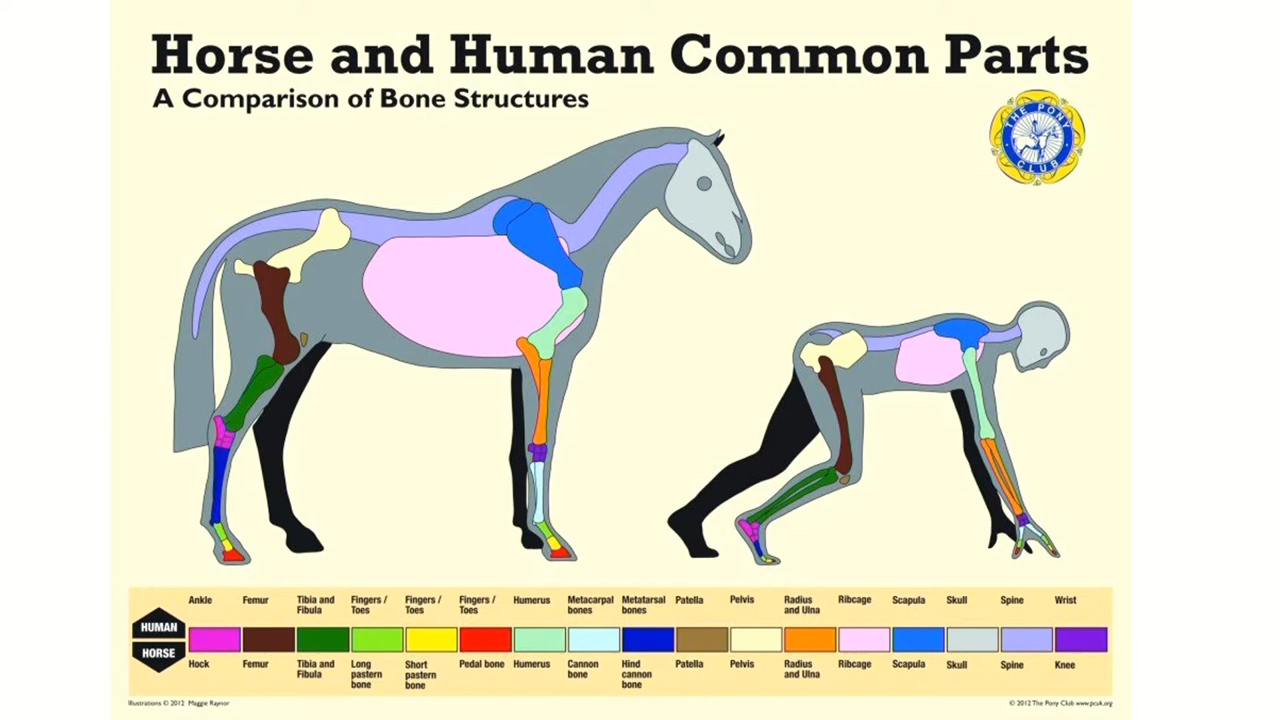 Horse and Human Common Parts
A Comparison of Bone Structures
THE PONY
CLUB
Ankle Femur Tibia and Fibula Fingers / Toes Fingers / Toes Fingers / Toes Humerus Metacarpal bones Metatarsal bones Patella Pelvis Radius and Ulna Ribcage Scapula Skull Spine Wrist
HUMAN
HORSE
Hock Femur Tibia and Fibula Long pastern bone Short pastern bone Pedal bone Humerus Cannon bone Hind cannon bone Patella Pelvis Radius and Ulna Ribcage Scapula Skull Spine Knee
Illustrations © 2012 Maggie Raynor
© 2012 The Pony Club www.pcuk.org